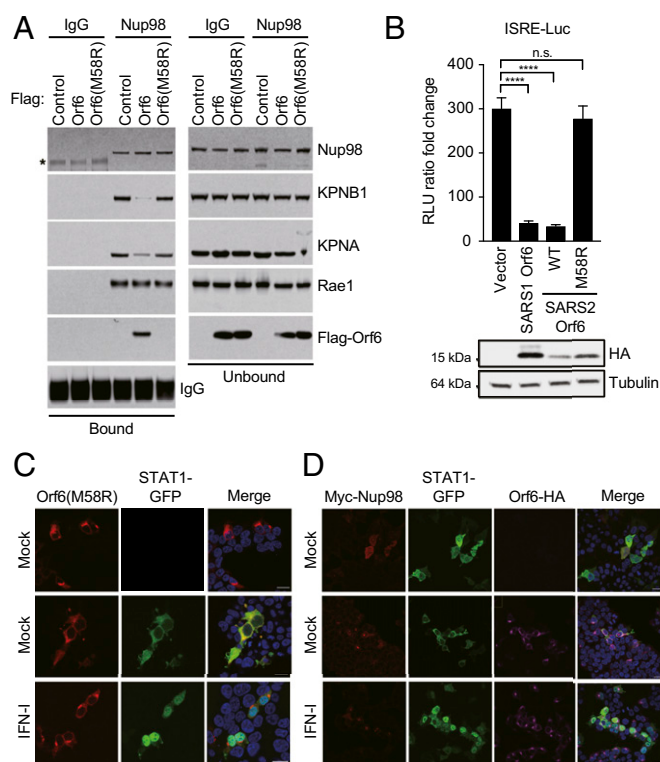 A
IgG Nup98 IgG Nup98
Flag: Control Orf6 Orf6(M58R) Control Orf6 Orf6(M58R) Control Orf6 Orf6(M58R) Control Orf6 Orf6(M58R)
* Nup98
KPNB1
KPNA
Rae1
Flag-Orf6
IgG
Unbound
Bound
B
ISRE-Luc
n.s.
****
****
RLU ratio fold change
400
300
200
100
0
Vector SARS1 Orf6 WT M58R
SARS2
Orf6
15 kDa HA
64 kDa Tubulin
C
Orf6(M58R) STAT1-
GFP Merge
Mock
Mock
IFN-I
D
Myc-Nup98 STAT1-
GFP Orf6-HA Merge
Mock
Mock
IFN-I